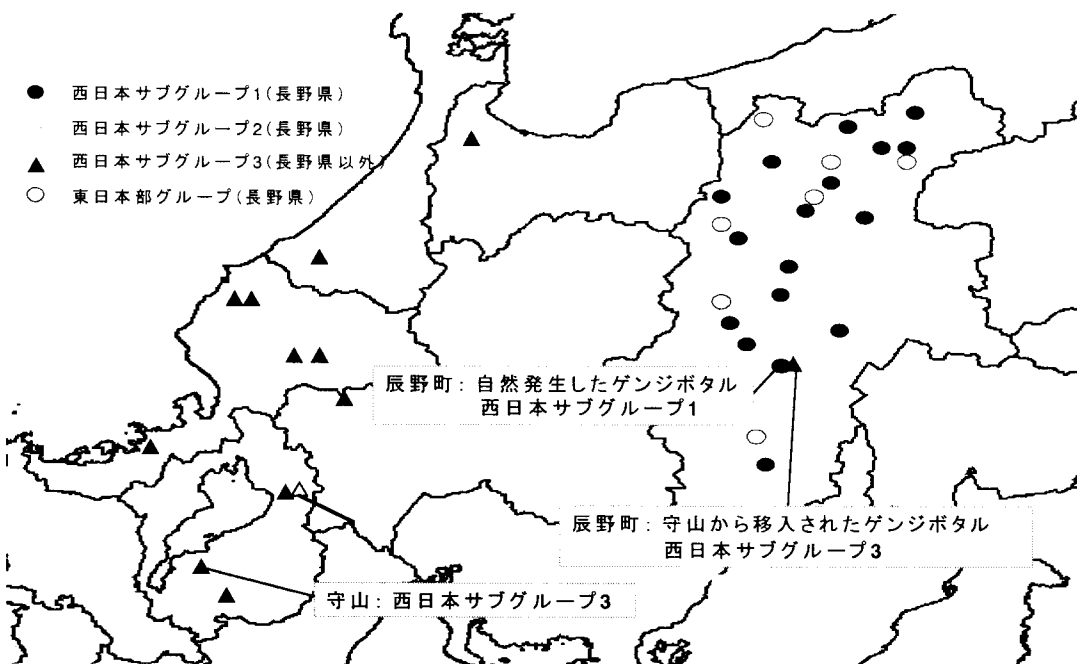 西日本サブグループ1(長野県)
西日本サブグループ2(長野県)
西日本サブグループ3(長野県以外)
東日本部グループ(長野県)
辰野町: 自然発生したゲンジボタル
西日本サブグループ1
辰野町: 守山から移入されたゲンジボタル
西日本サブグループ3
守山: 西日本サブグループ3